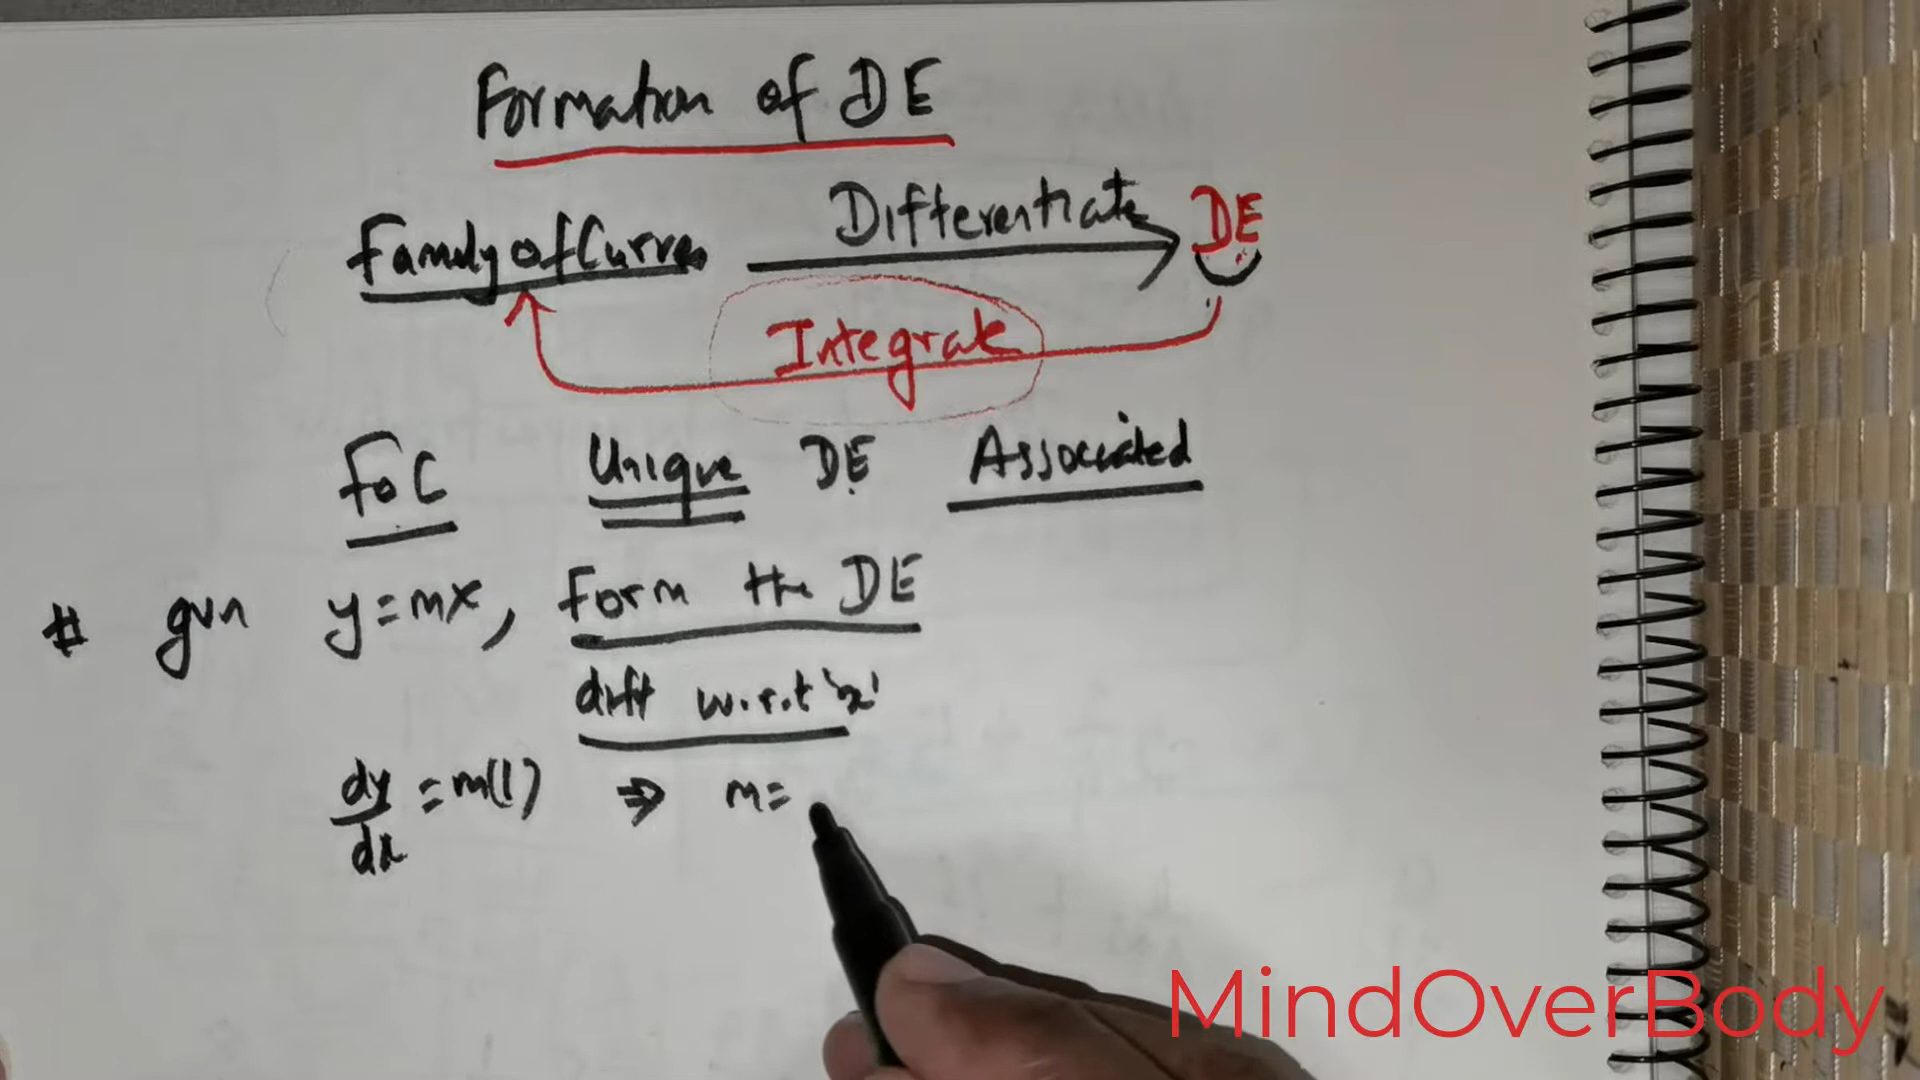 Formation of DE
Family of Curves Differentiate DE
Integrate
FoC Unique DE Associated
# gvn y=mx, Form the DE
diff w.r.t 'x'
dy/dx = m(1) ⇒ m=
MindOverBody